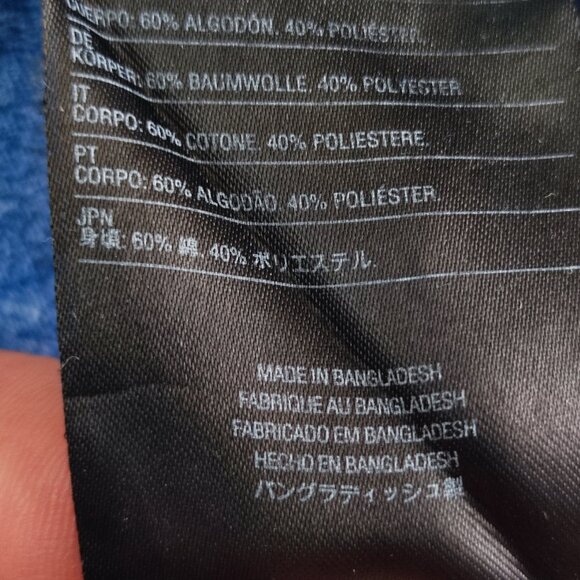 CUERPO: 60% ALGODÓN. 40% POLIÉSTER.
DE
KÖRPER: 60% BAUMWOLLE. 40% POLYESTER
IT
CORPO: 60% COTONE. 40% POLIESTERE.
PT
CORPO: 60% ALGODÃO. 40% POLIÉSTER.
JPN
身頃: 60% 綿. 40% ポリエステル.
MADE IN BANGLADESH
FABRIQUE AU BANGLADESH
FABRICADO EM BANGLADESH
HECHO EN BANGLADESH
バングラディッシュ製